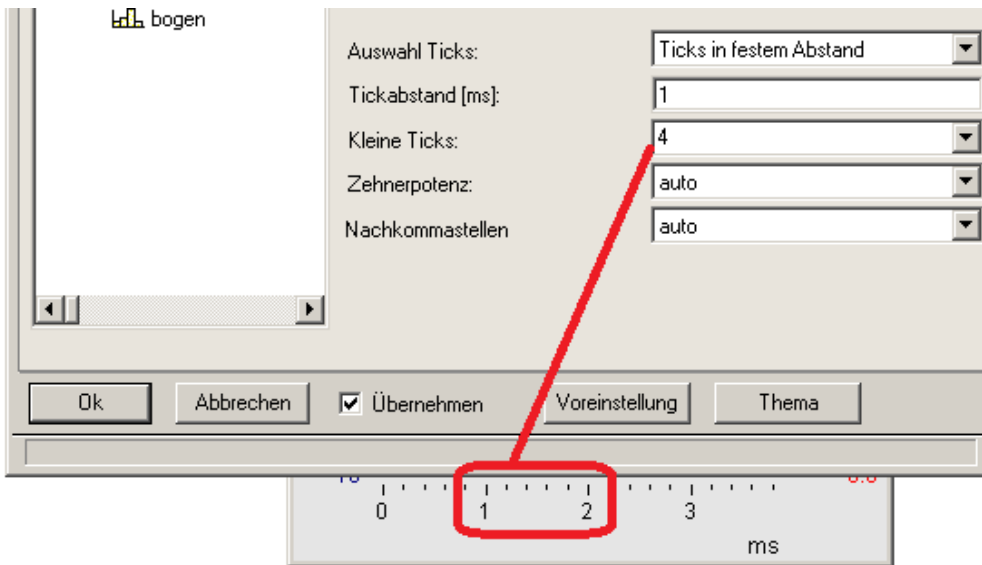 bogen
Auswahl Ticks: Ticks in festem Abstand
Tickabstand [ms]: 1
Kleine Ticks: 4
Zehnerpotenz: auto
Nachkommastellen auto
Ok Abbrechen Übernehmen Voreinstellung Thema
0 1 2 3
ms